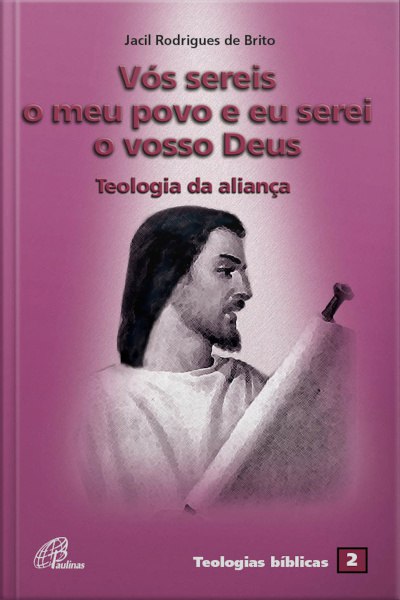 Jacil Rodrigues de Brito
Vós sereis
o meu povo e eu serei
o vosso Deus
Teologia da aliança
Paulinas
Teologias bíblicas 2